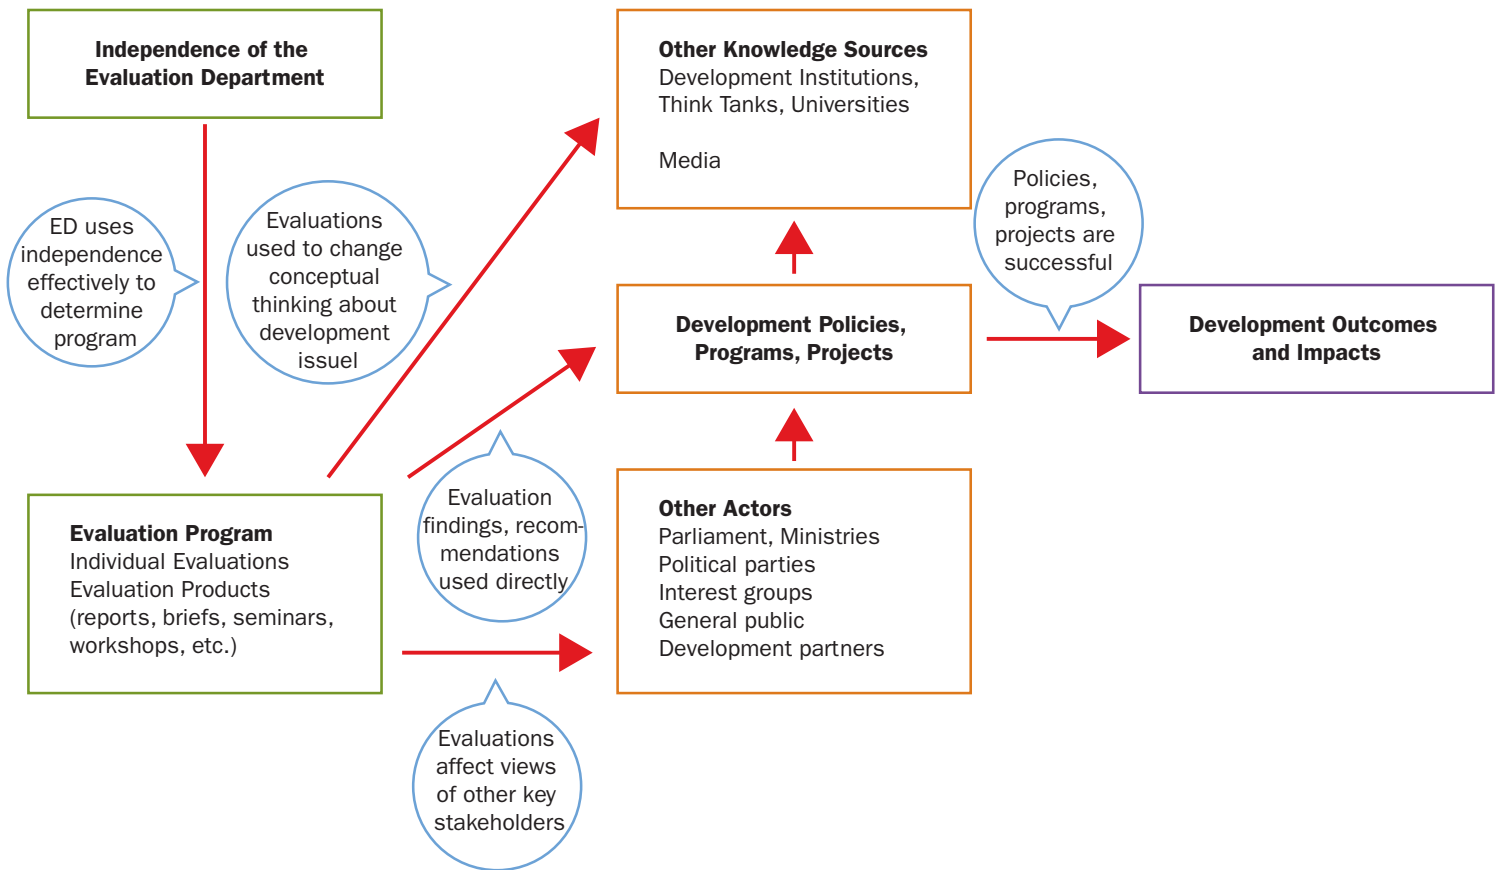 Independence of the
Evaluation Department
Other Knowledge Sources
Development Institutions,
Think Tanks, Universities
Media
Policies,
programs,
projects are
successful
ED uses
independence
effectively to
determine
program
Evaluations
used to change
conceptual
thinking about
development
issuel
Development Policies,
Programs, Projects
Development Outcomes
and Impacts
Evaluation
findings, recom-
mendations
used directly
Evaluation Program
Individual Evaluations
Evaluation Products
(reports, briefs, seminars,
workshops, etc.)
Other Actors
Parliament, Ministries
Political parties
Interest groups
General public
Development partners
Evaluations
affect views
of other key
stakeholders